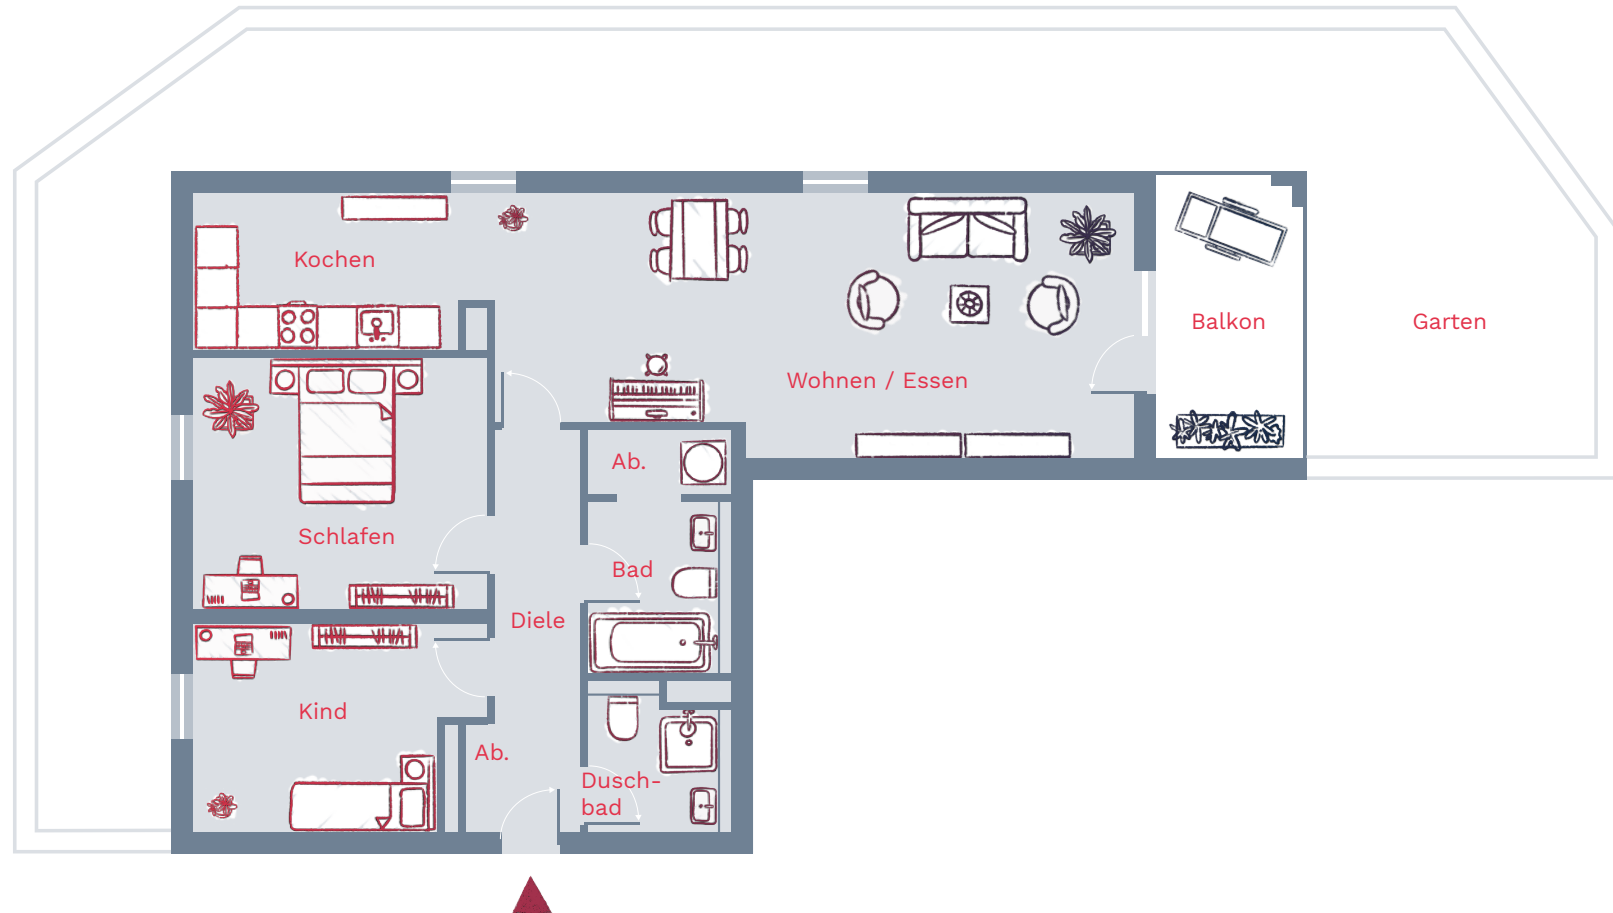 Kochen
Balkon
Garten
Wohnen / Essen
Ab.
Schlafen
Bad
Diele
Kind
Ab.
Dusch-
bad